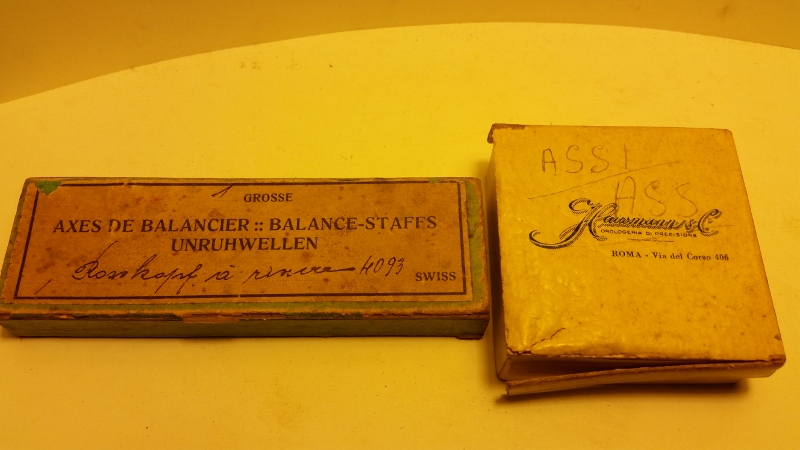 1 GROSSE
AXES DE BALANCIER :: BALANCE-STAFFS
UNRUHWELLEN
Roskopf à rivure 4093
SWISS
ASSI
ASS
Hausmann & C.
OROLOGERIA DI PRECISIONE
ROMA - Via del Corso 406